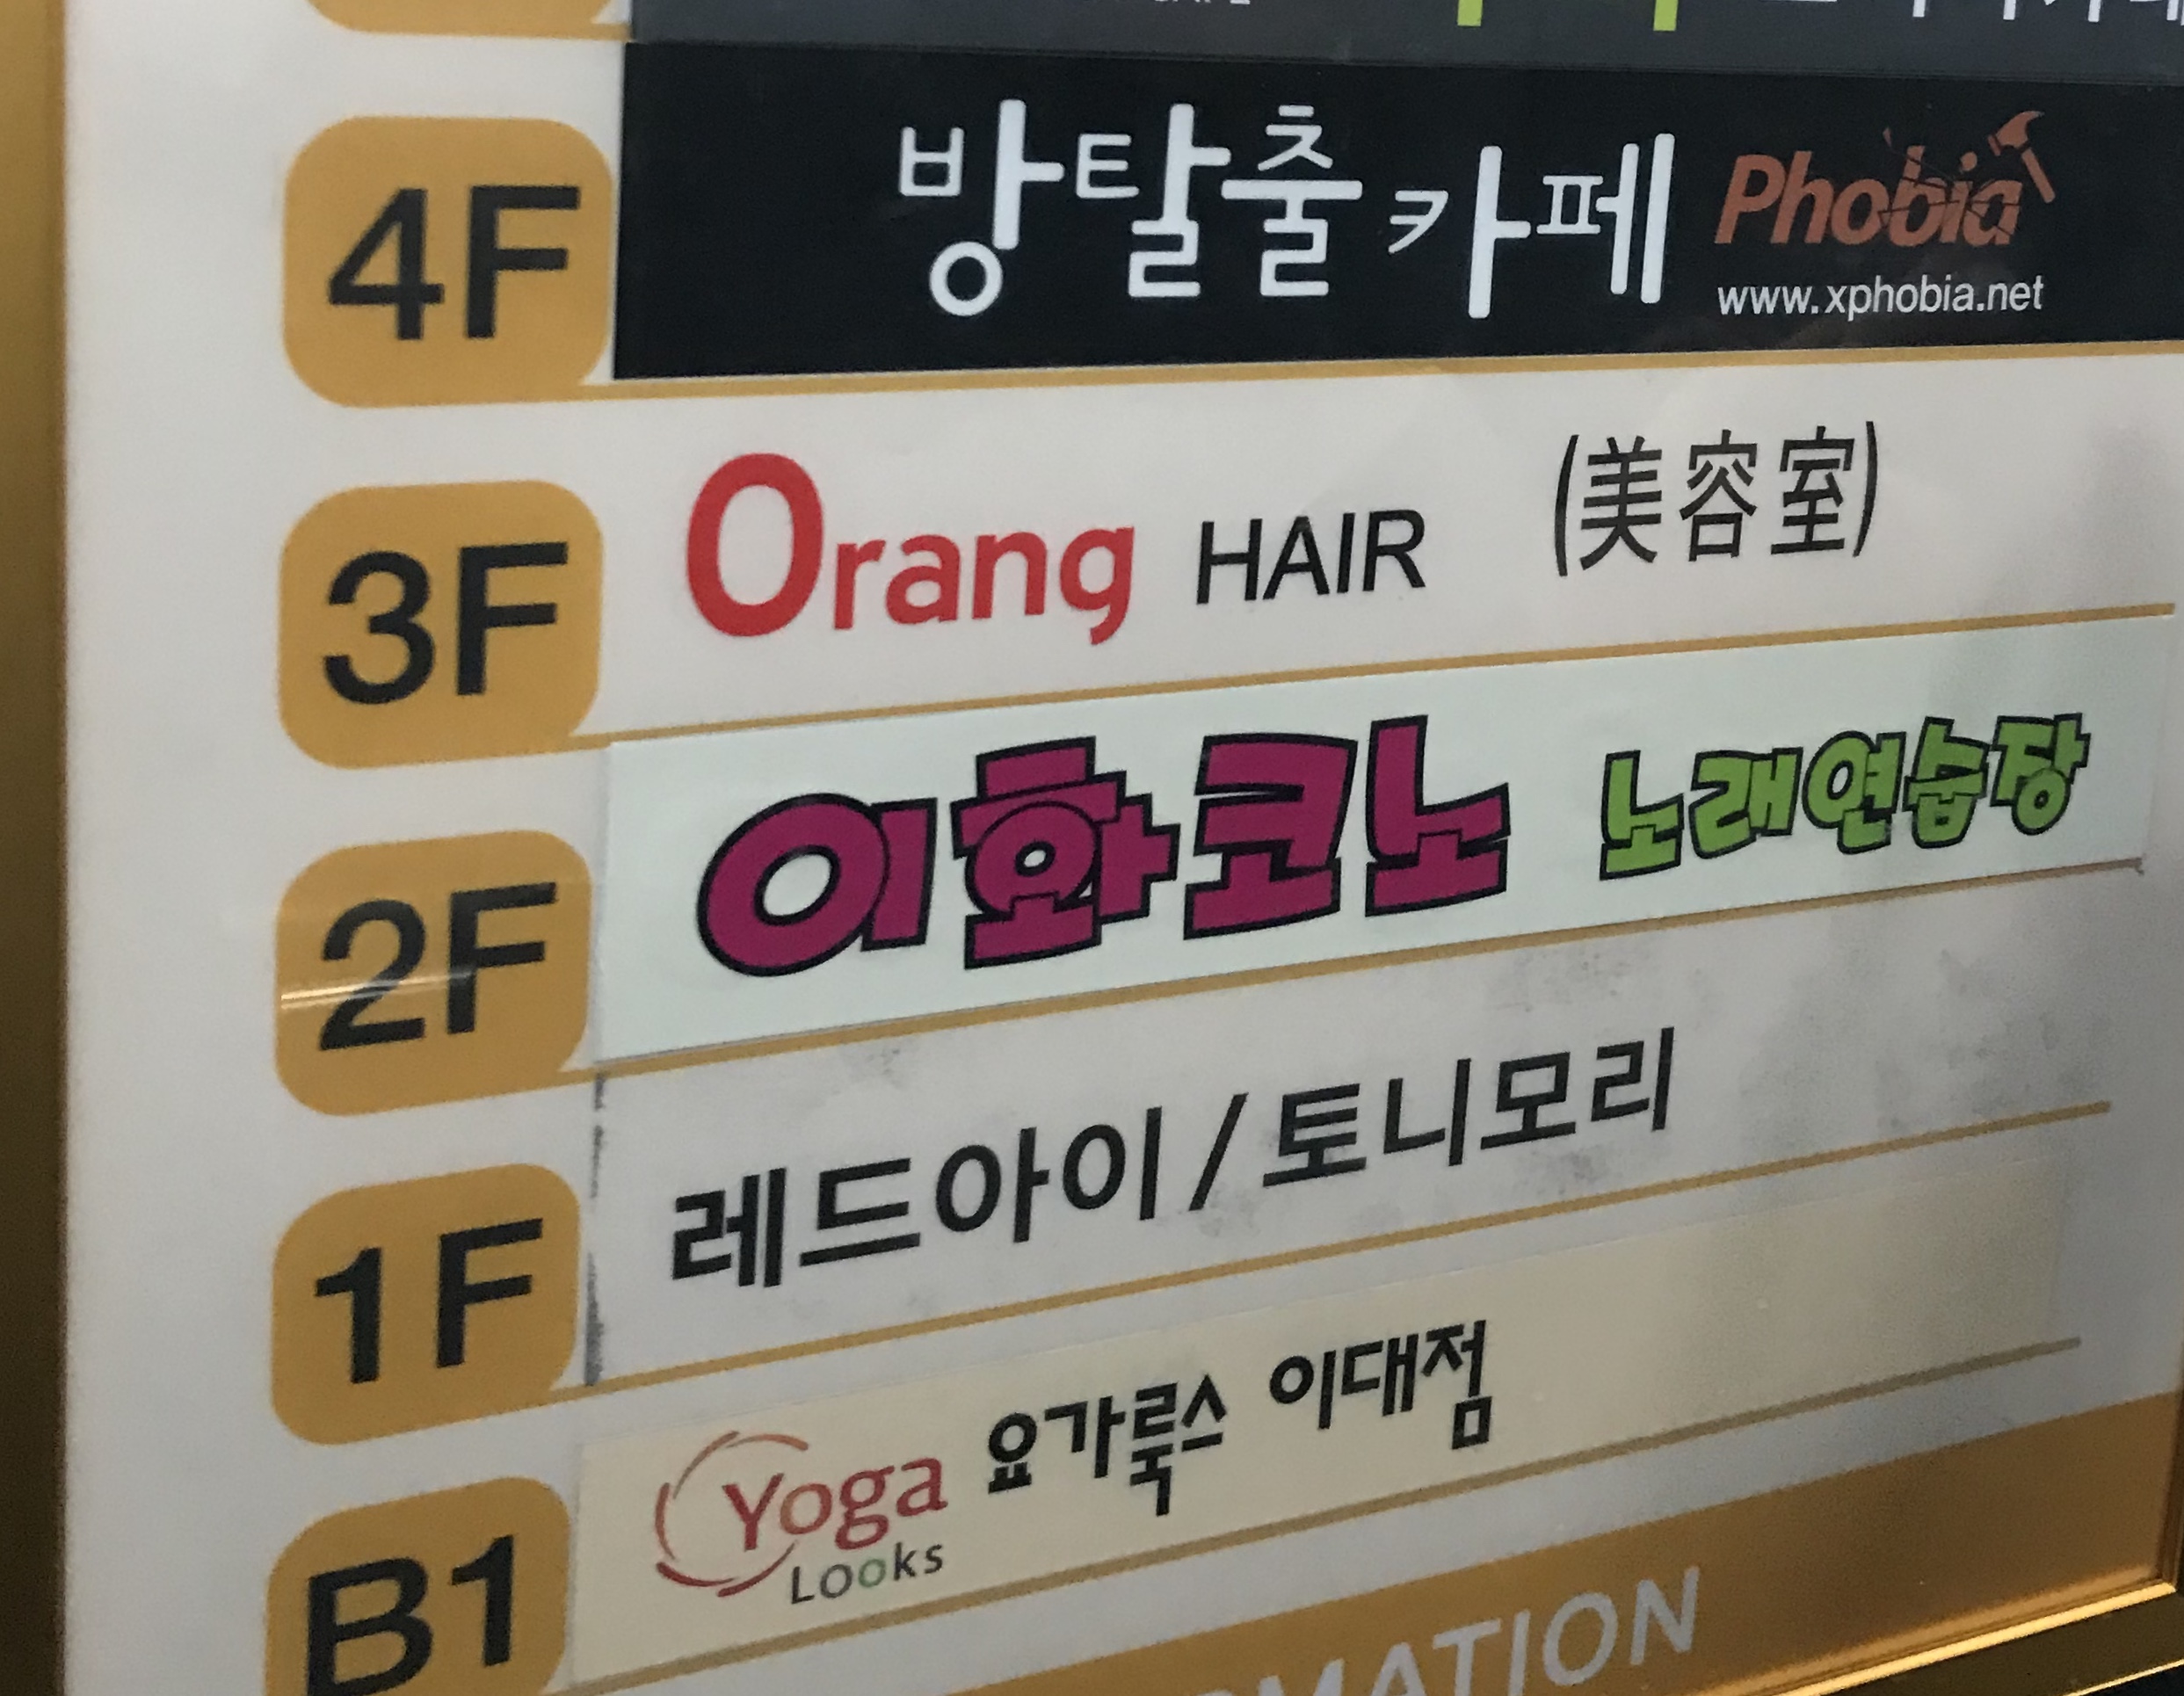 4F 방탈출카페 Phobia
www.xphobia.net
3F Orang HAIR (美容室)
2F 이화코노 노래연습장
1F 레드아이/토니모리
B1 Yoga Looks 요가룩스 이대점